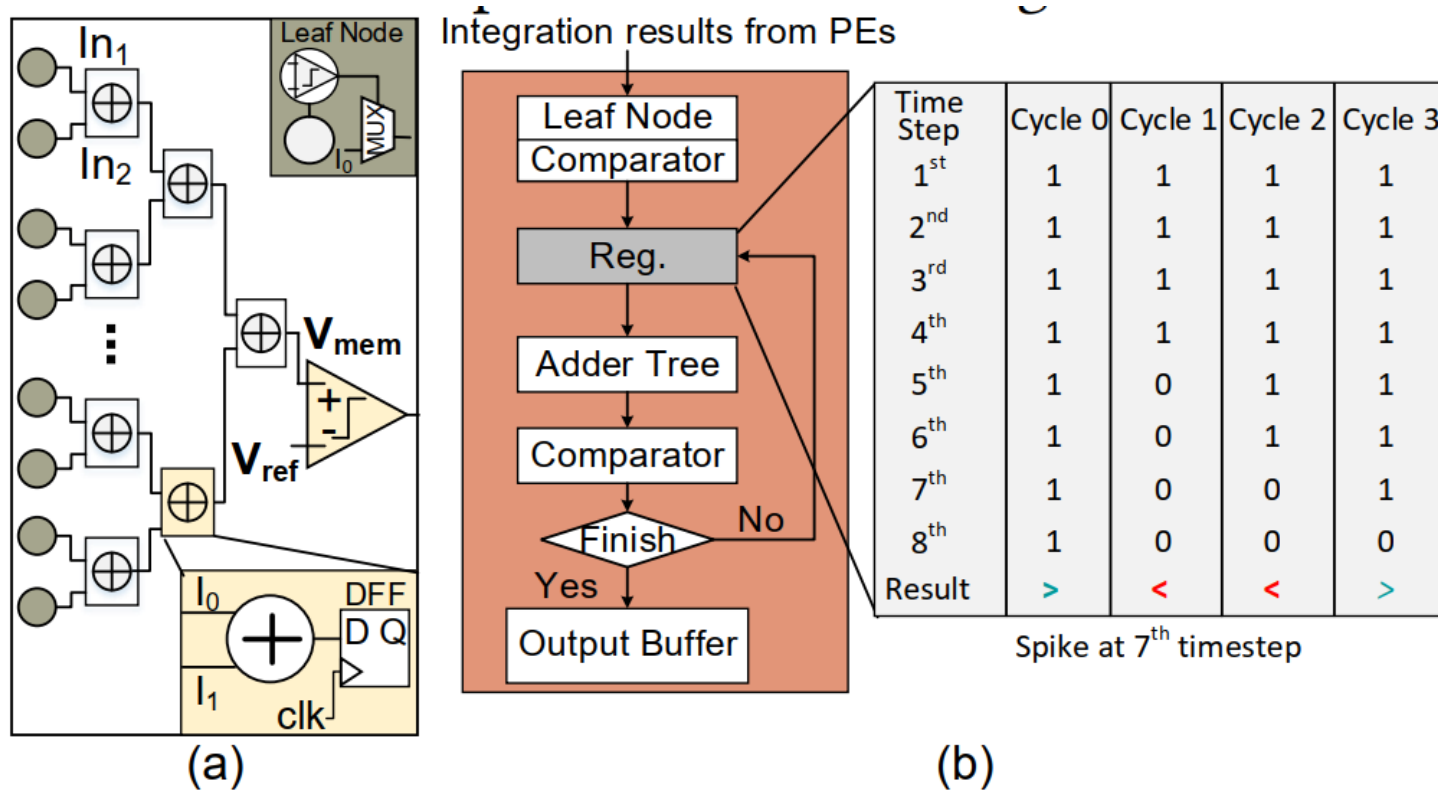 In₁
In₂
Leaf Node
MUX
I₀
V_mem
V_ref
+
-
I₀
I₁
DFF
D Q
clk
(a)
Integration results from PEs
Leaf Node
Comparator
Reg.
Adder Tree
Comparator
Finish
No
Yes
Output Buffer
Time Step Cycle 0 Cycle 1 Cycle 2 Cycle 3
1st 1 1 1 1
2nd 1 1 1 1
3rd 1 1 1 1
4th 1 1 1 1
5th 1 0 1 1
6th 1 0 1 1
7th 1 0 0 1
8th 1 0 0 0
Result > < < >
Spike at 7th timestep
(b)